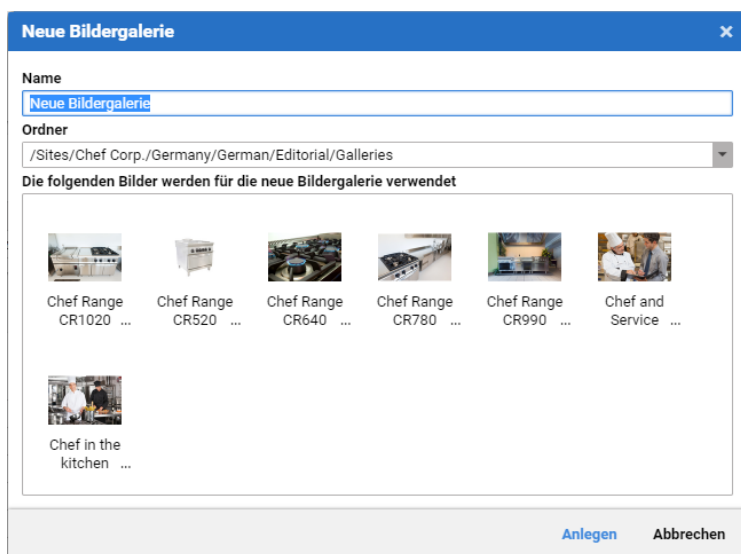 Neue Bildergalerie
Name
Neue Bildergalerie
Ordner
/Sites/Chef Corp./Germany/German/Editorial/Galleries
Die folgenden Bilder werden für die neue Bildergalerie verwendet
Chef Range Chef Range Chef Range Chef Range Chef Range Chef and
CR1020 ... CR520 ... CR640 ... CR780 ... CR990 ... Service ...
Chef in the
kitchen ...
Anlegen Abbrechen